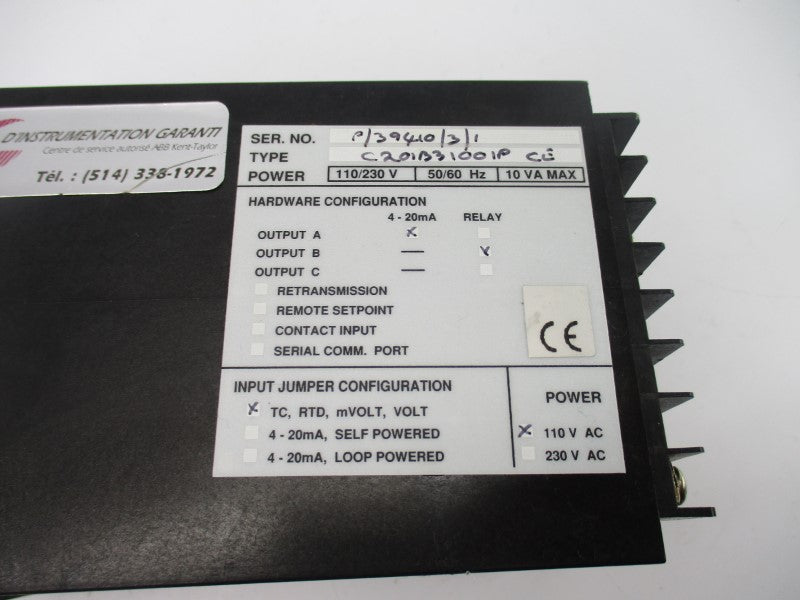 D'INSTRUMENTATION GARANTI
Centre de service autorisé ABB Kent-Taylor
Tél. : (514) 338-1972
SER. NO. P/39410/3/1
TYPE C201B31001P CE
POWER 110/230 V 50/60 Hz 10 VA MAX
HARDWARE CONFIGURATION
4 - 20mA RELAY
OUTPUT A X
OUTPUT B — X
OUTPUT C —
RETRANSMISSION
REMOTE SETPOINT
CONTACT INPUT
SERIAL COMM. PORT
CE
INPUT JUMPER CONFIGURATION
X TC, RTD, mVOLT, VOLT
4 - 20mA, SELF POWERED
4 - 20mA, LOOP POWERED
POWER
X 110 V AC
230 V AC